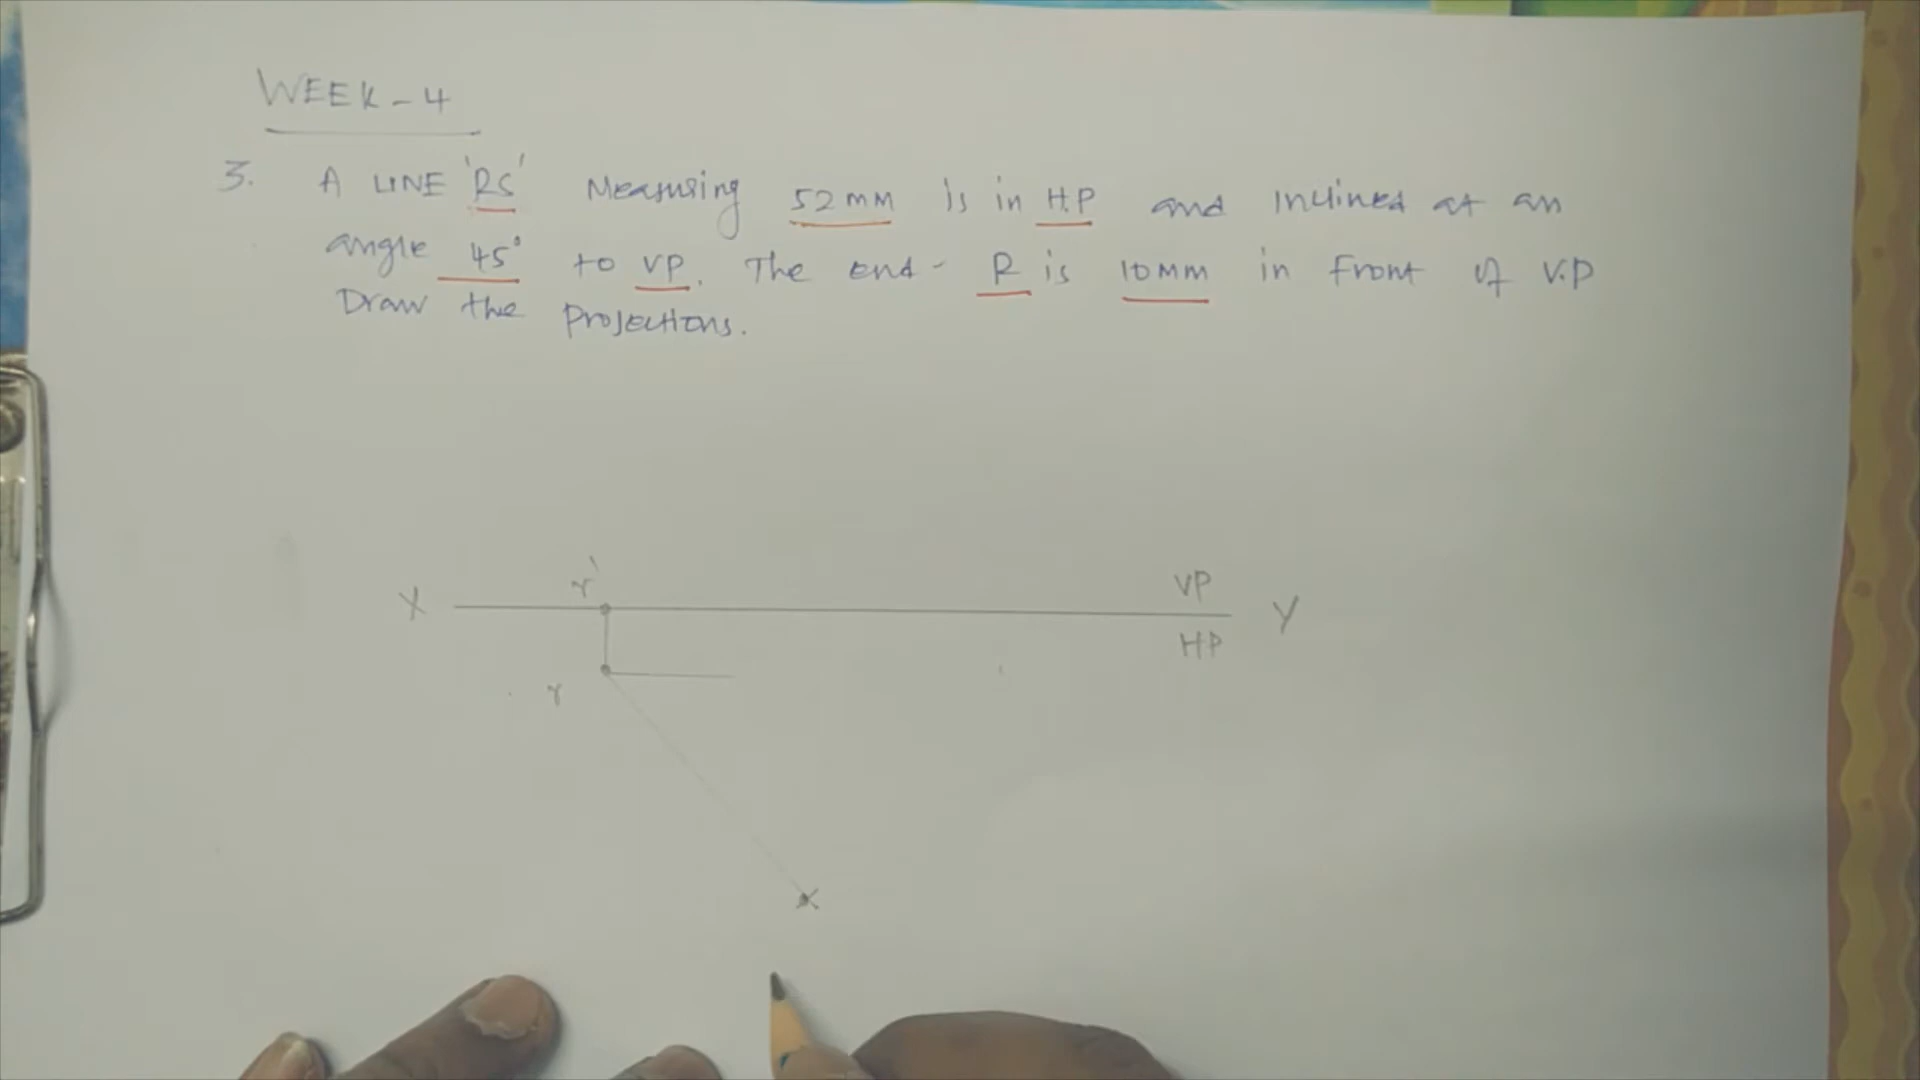 WEEK-4
3. A LINE 'RS' Measuring 52mm is in H.P and Inclined at an
angle 45° to VP. The end- R is 10mm in front of V.P
Draw the Projections.
r' VP
X Y
HP
r